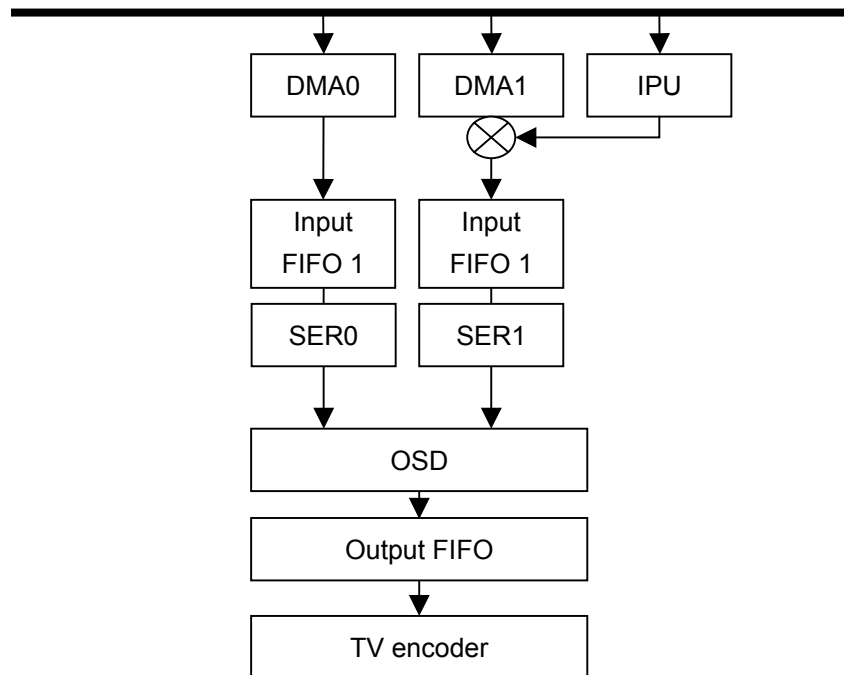 DMA0
DMA1
IPU
Input
FIFO 1
Input
FIFO 1
SER0
SER1
OSD
Output FIFO
TV encoder